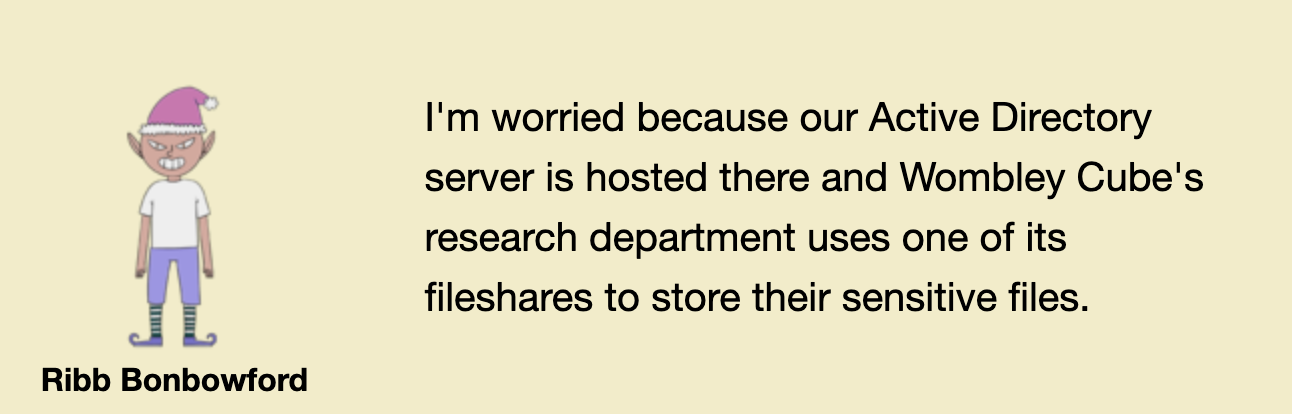 I'm worried because our Active Directory
server is hosted there and Wombley Cube's
research department uses one of its
fileshares to store their sensitive files.
Ribb Bonbowford